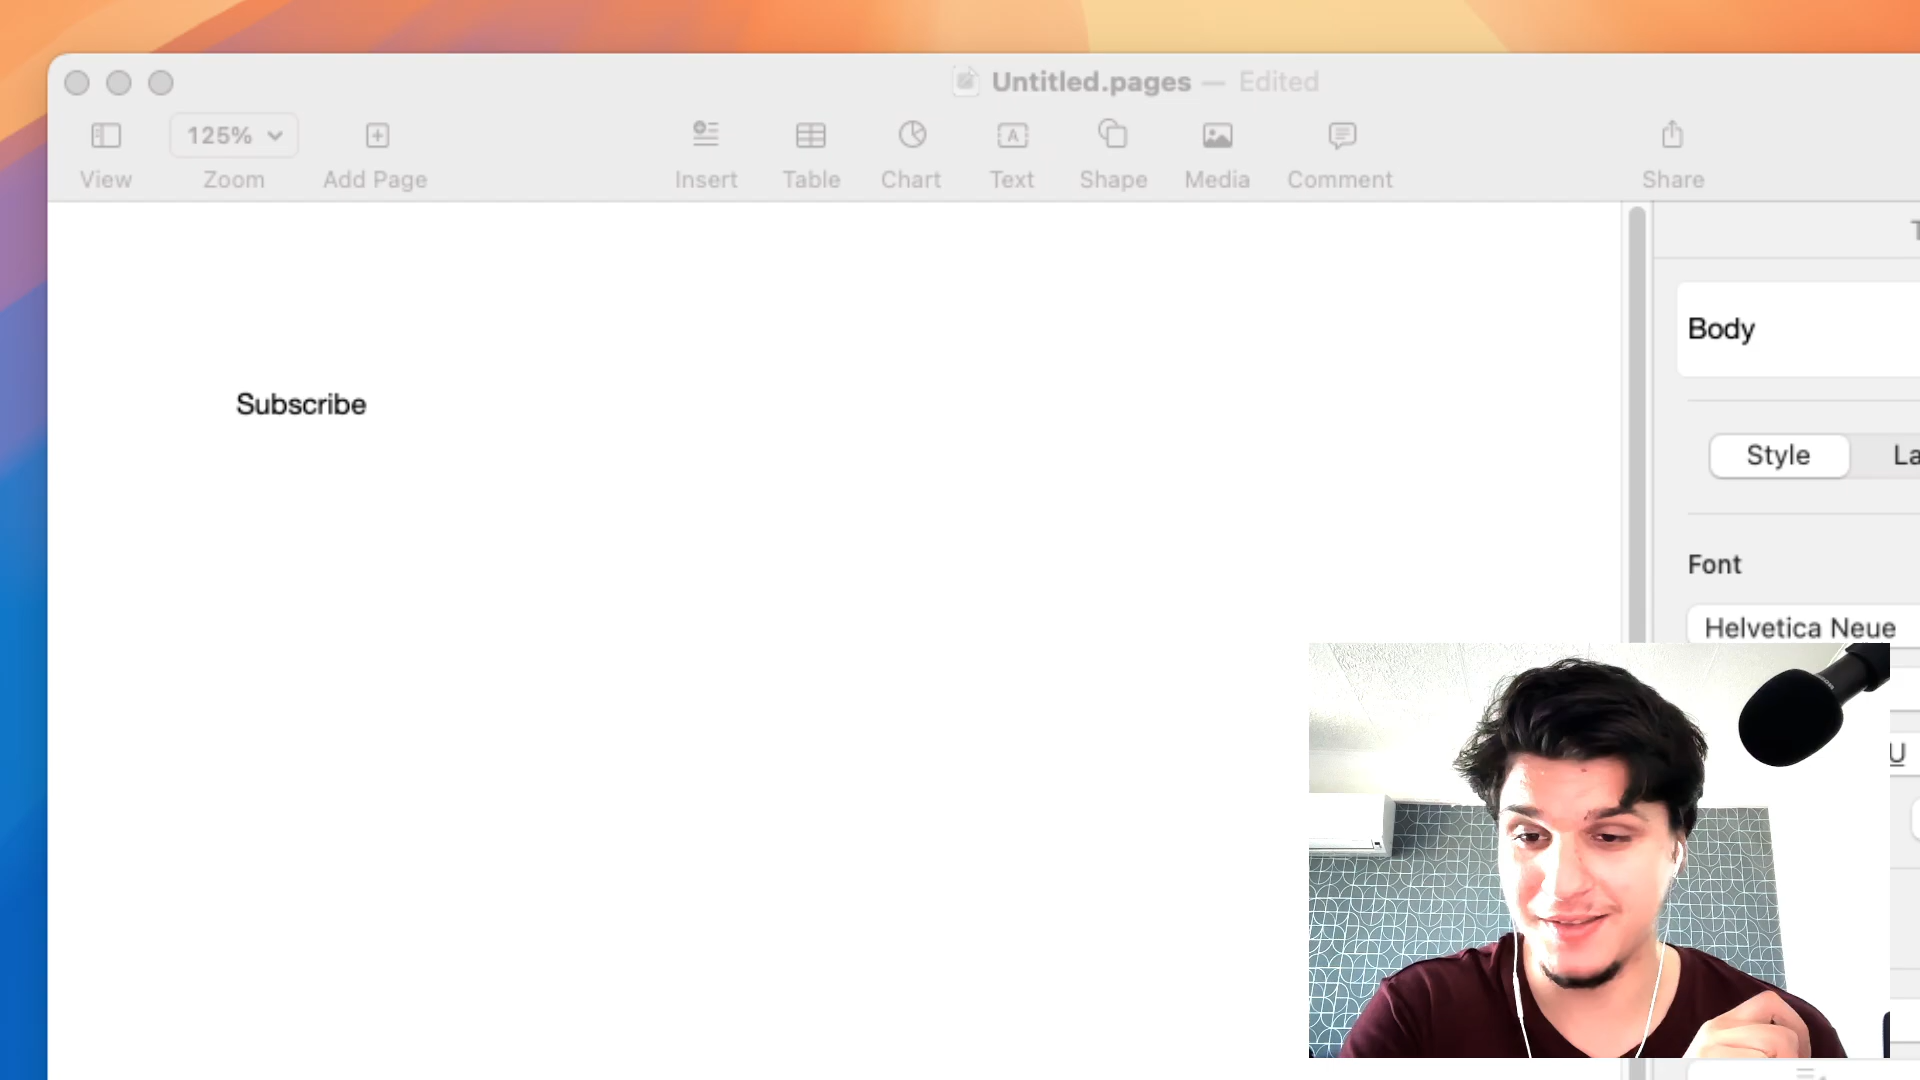 Untitled.pages — Edited
125%
View
Zoom
Add Page
Insert
Table
Chart
Text
Shape
Media
Comment
Share
Body
Subscribe
Style
La
Font
Helvetica Neue
U